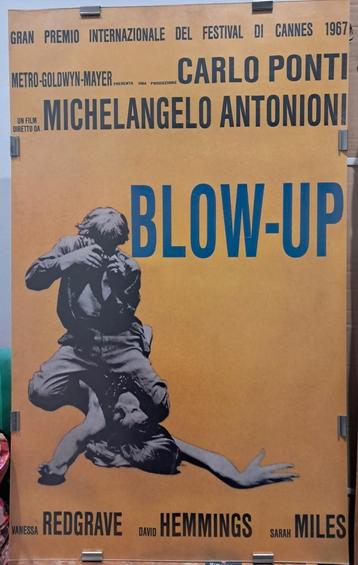 GRAN PREMIO INTERNAZIONALE DEL FESTIVAL DI CANNES 1967
METRO-GOLDWYN-MAYER PRESENTA UNA PRODUZIONE CARLO PONTI
UN FILM DIRETTO DA MICHELANGELO ANTONIONI
BLOW-UP
VANESSA REDGRAVE DAVID HEMMINGS SARAH MILES